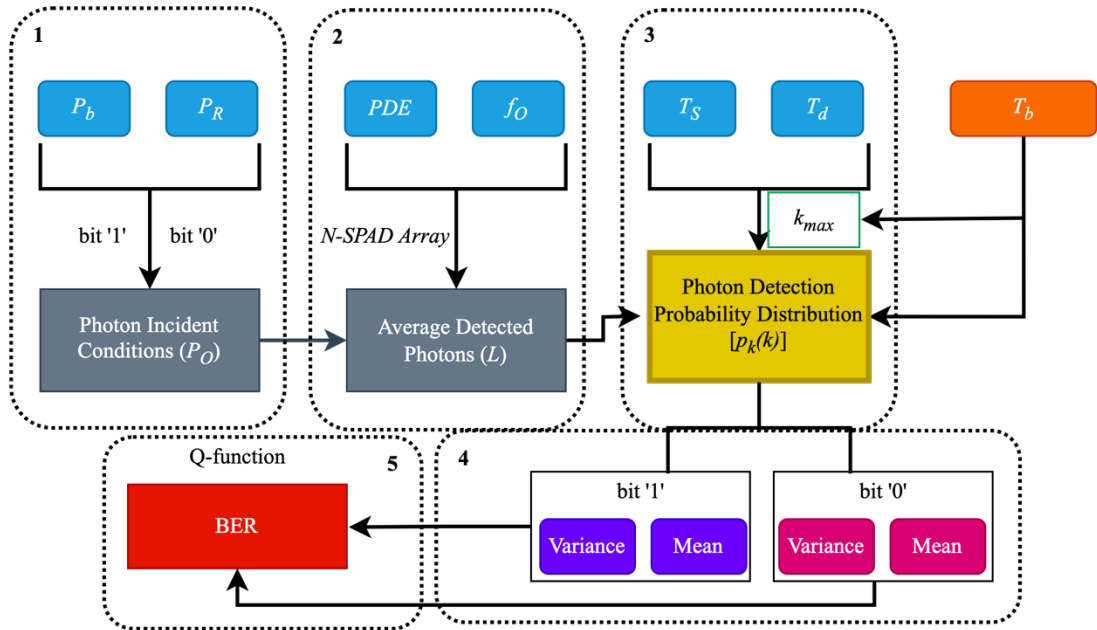 1
2
3
P_b
P_R
PDE
f_O
T_S
T_d
T_b
bit '1'
bit '0'
N-SPAD Array
k_max
Photon Incident
Conditions (P_O)
Average Detected
Photons (L)
Photon Detection
Probability Distribution
[p_k(k)]
Q-function
5
4
BER
bit '1'
Variance
Mean
bit '0'
Variance
Mean